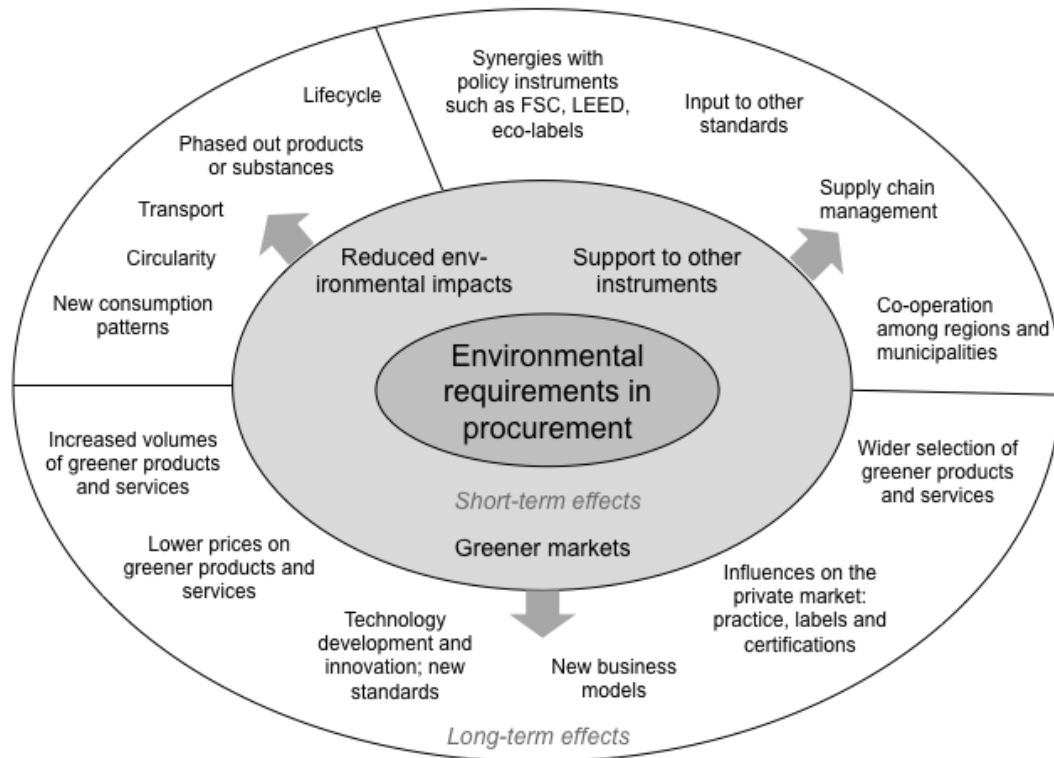 Lifecycle
Phased out products
or substances
Transport
Circularity
New consumption
patterns
Synergies with
policy instruments
such as FSC, LEED,
eco-labels
Input to other
standards
Supply chain
management
Co-operation
among regions and
municipalities
Reduced env-
ironmental impacts
Support to other
instruments
Environmental
requirements in
procurement
Short-term effects
Greener markets
Increased volumes
of greener products
and services
Lower prices on
greener products and
services
Technology
development and
innovation; new
standards
New business
models
Influences on the
private market:
practice, labels and
certifications
Wider selection of
greener products
and services
Long-term effects